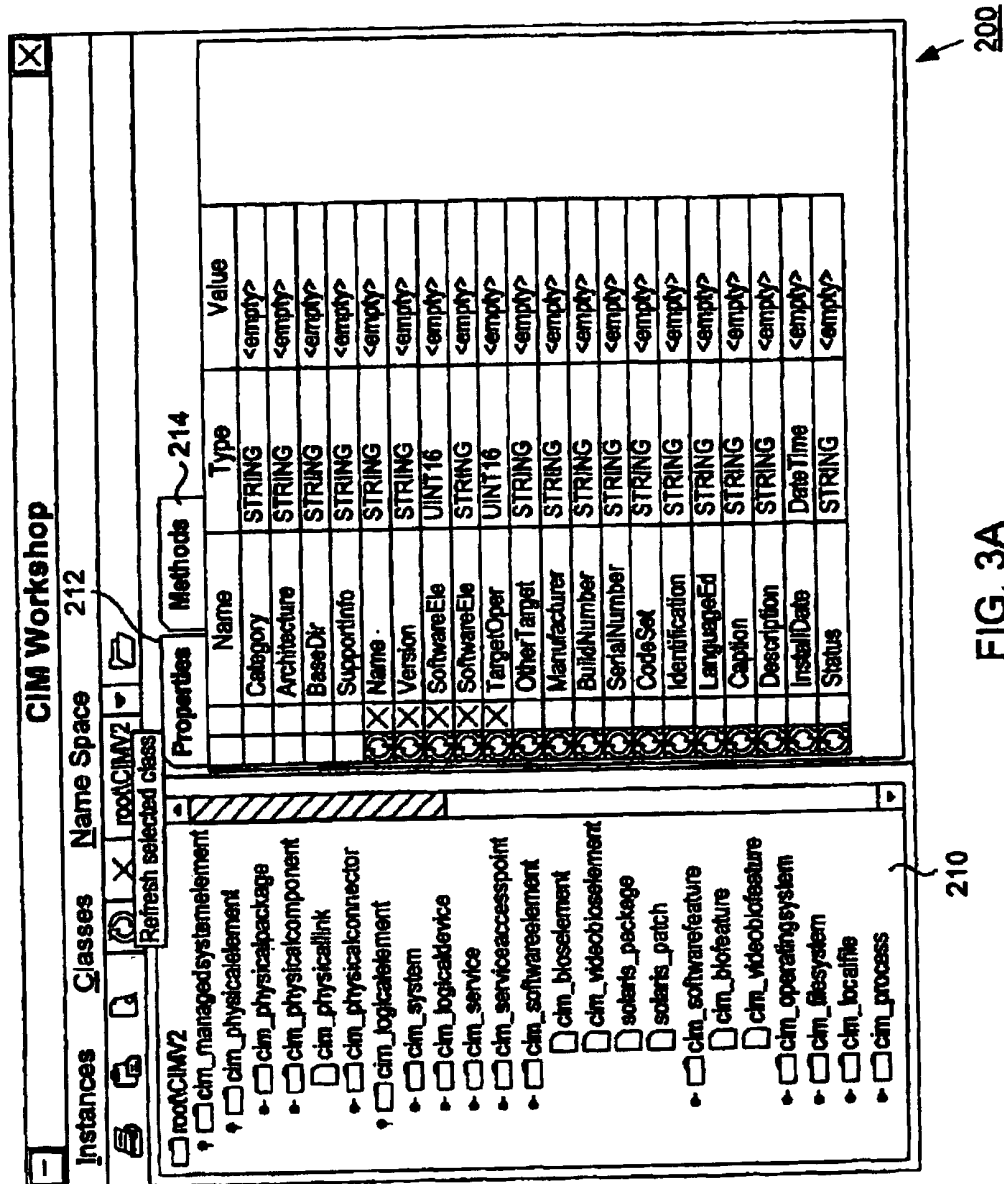 CIM Workshop
Instances Classes Name Space
root\CIMV2
Refresh selected class
212
Properties Methods 214
root\CIMV2
cim_managedsystemelement
cim_physicalelement
cim_physicalpackage
cim_physicalcomponent
cim_physicallink
cim_physicalconnector
cim_logicalelement
cim_system
cim_logicaldevice
cim_service
cim_serviceaccesspoint
cim_softwareelement
cim_bioselement
cim_videobioselement
solaris_package
solaris_patch
cim_softwarefeature
cim_biofeature
cim_videobiofeature
cim_operatingsystem
cim_filesystem
cim_localfile
cim_process
210
Name Type Value
Category STRING <empty>
Architecture STRING <empty>
BaseDir STRING <empty>
SupportInfo STRING <empty>
Name STRING <empty>
Version STRING <empty>
SoftwareEle UINT16 <empty>
SoftwareEle STRING <empty>
TargetOper UINT16 <empty>
OtherTarget STRING <empty>
Manufacturer STRING <empty>
BuildNumber STRING <empty>
SerialNumber STRING <empty>
CodeSet STRING <empty>
Identification STRING <empty>
LanguageEd STRING <empty>
Caption STRING <empty>
Description STRING <empty>
InstallDate DateTime <empty>
Status STRING <empty>
200
FIG. 3A